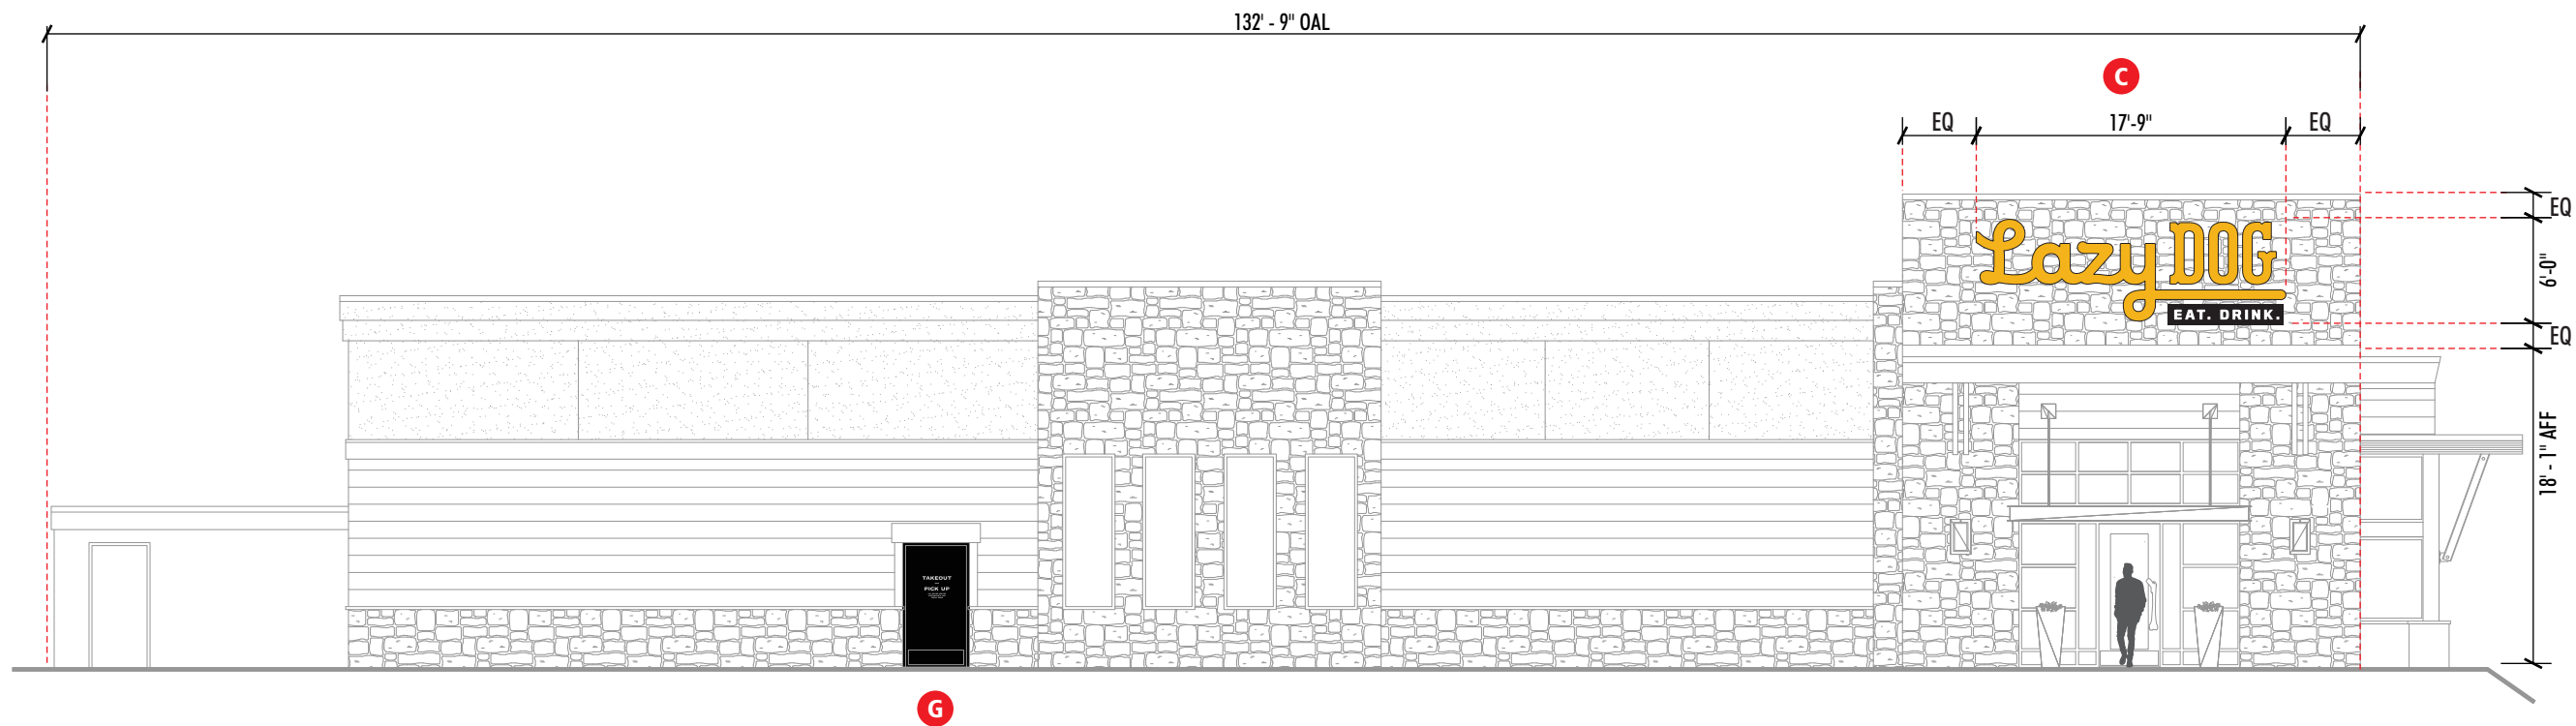 132' - 9" OAL
C
EQ 17'-9" EQ
EQ
Lazy DOG
6'-0"
EAT. DRINK.
EQ
18' - 1" AFF
TAKEOUT
PICK UP
G